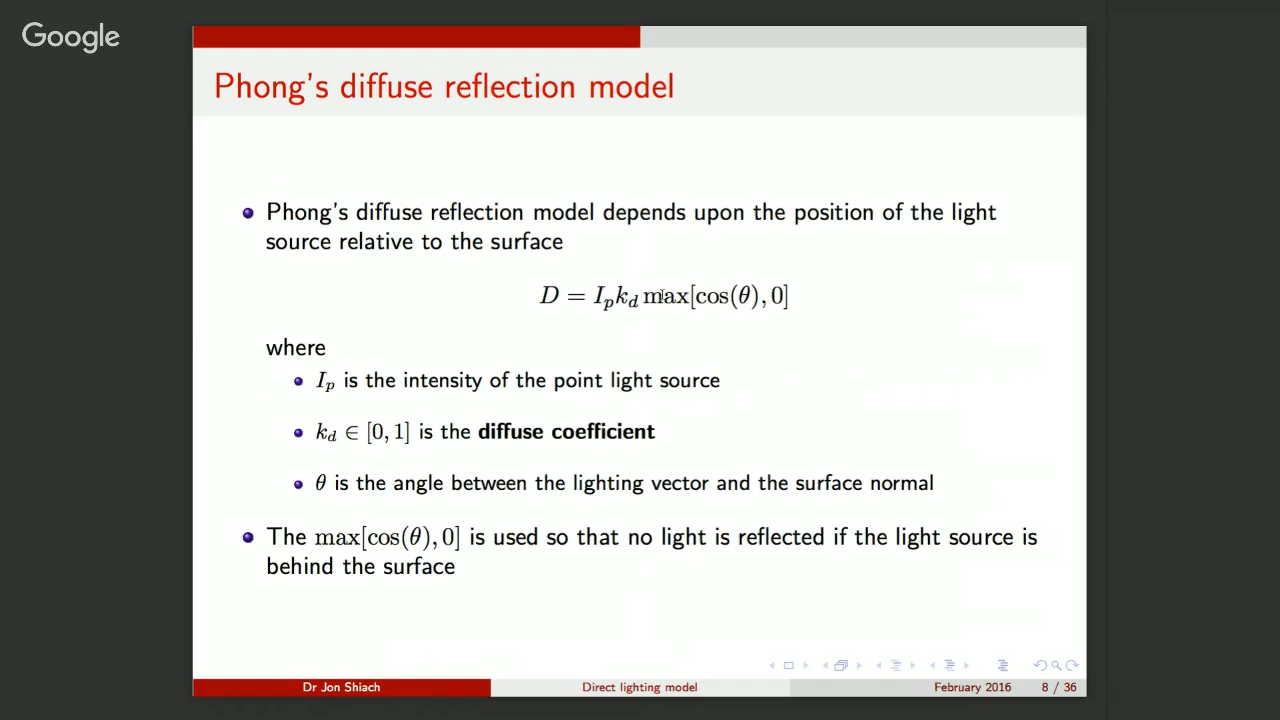 Google
Phong's diffuse reflection model
Phong's diffuse reflection model depends upon the position of the light
source relative to the surface
D = I_p k_d max[cos(θ), 0]
where
I_p is the intensity of the point light source
k_d ∈ [0, 1] is the diffuse coefficient
θ is the angle between the lighting vector and the surface normal
The max[cos(θ), 0] is used so that no light is reflected if the light source is
behind the surface
Dr Jon Shiach Direct lighting model February 2016 8 / 36